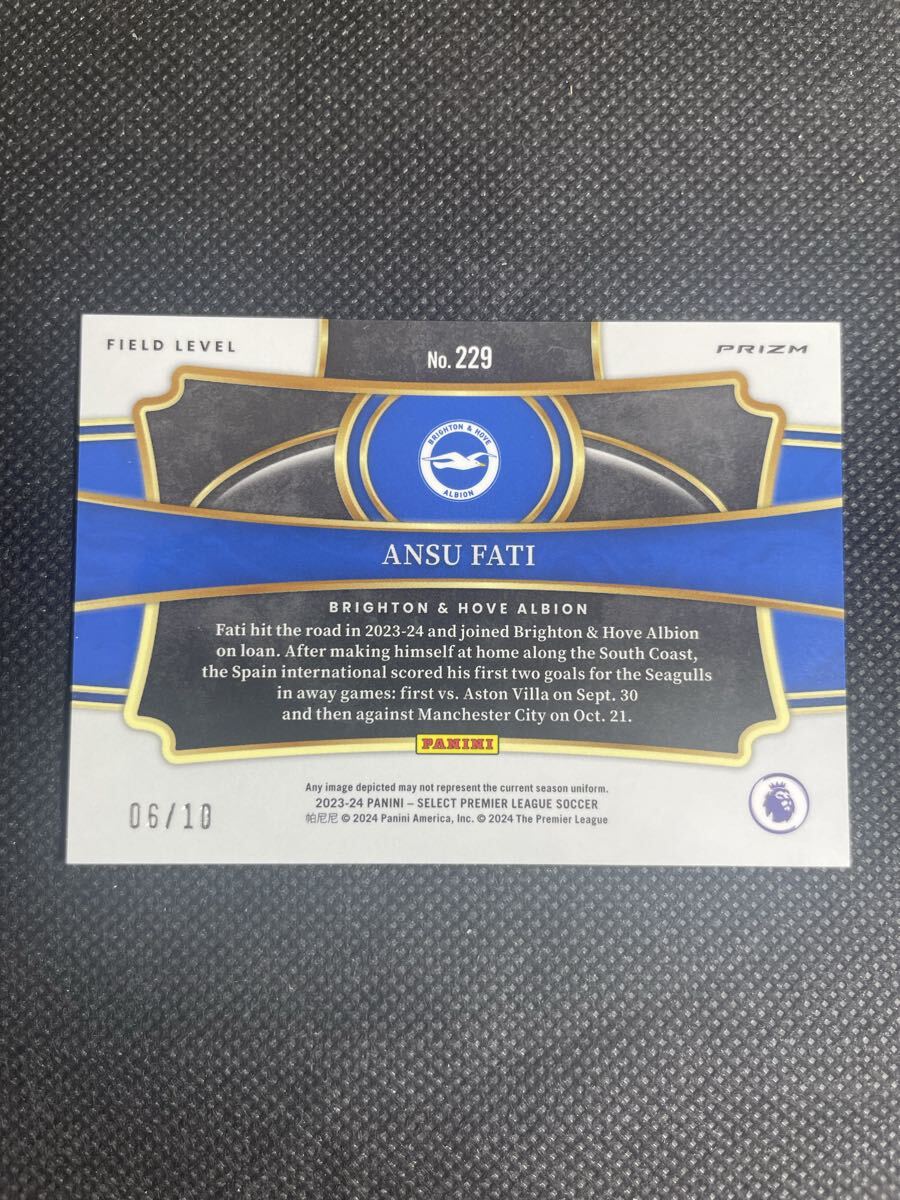 FIELD LEVEL
No. 229
PRIZM
BRIGHTON & HOVE
ALBION
ANSU FATI
BRIGHTON & HOVE ALBION
Fati hit the road in 2023-24 and joined Brighton & Hove Albion
on loan. After making himself at home along the South Coast,
the Spain international scored his first two goals for the Seagulls
in away games: first vs. Aston Villa on Sept. 30
and then against Manchester City on Oct. 21.
PANINI
Any image depicted may not represent the current season uniform.
2023-24 PANINI – SELECT PREMIER LEAGUE SOCCER
帕尼尼 © 2024 Panini America, Inc. © 2024 The Premier League
06/10